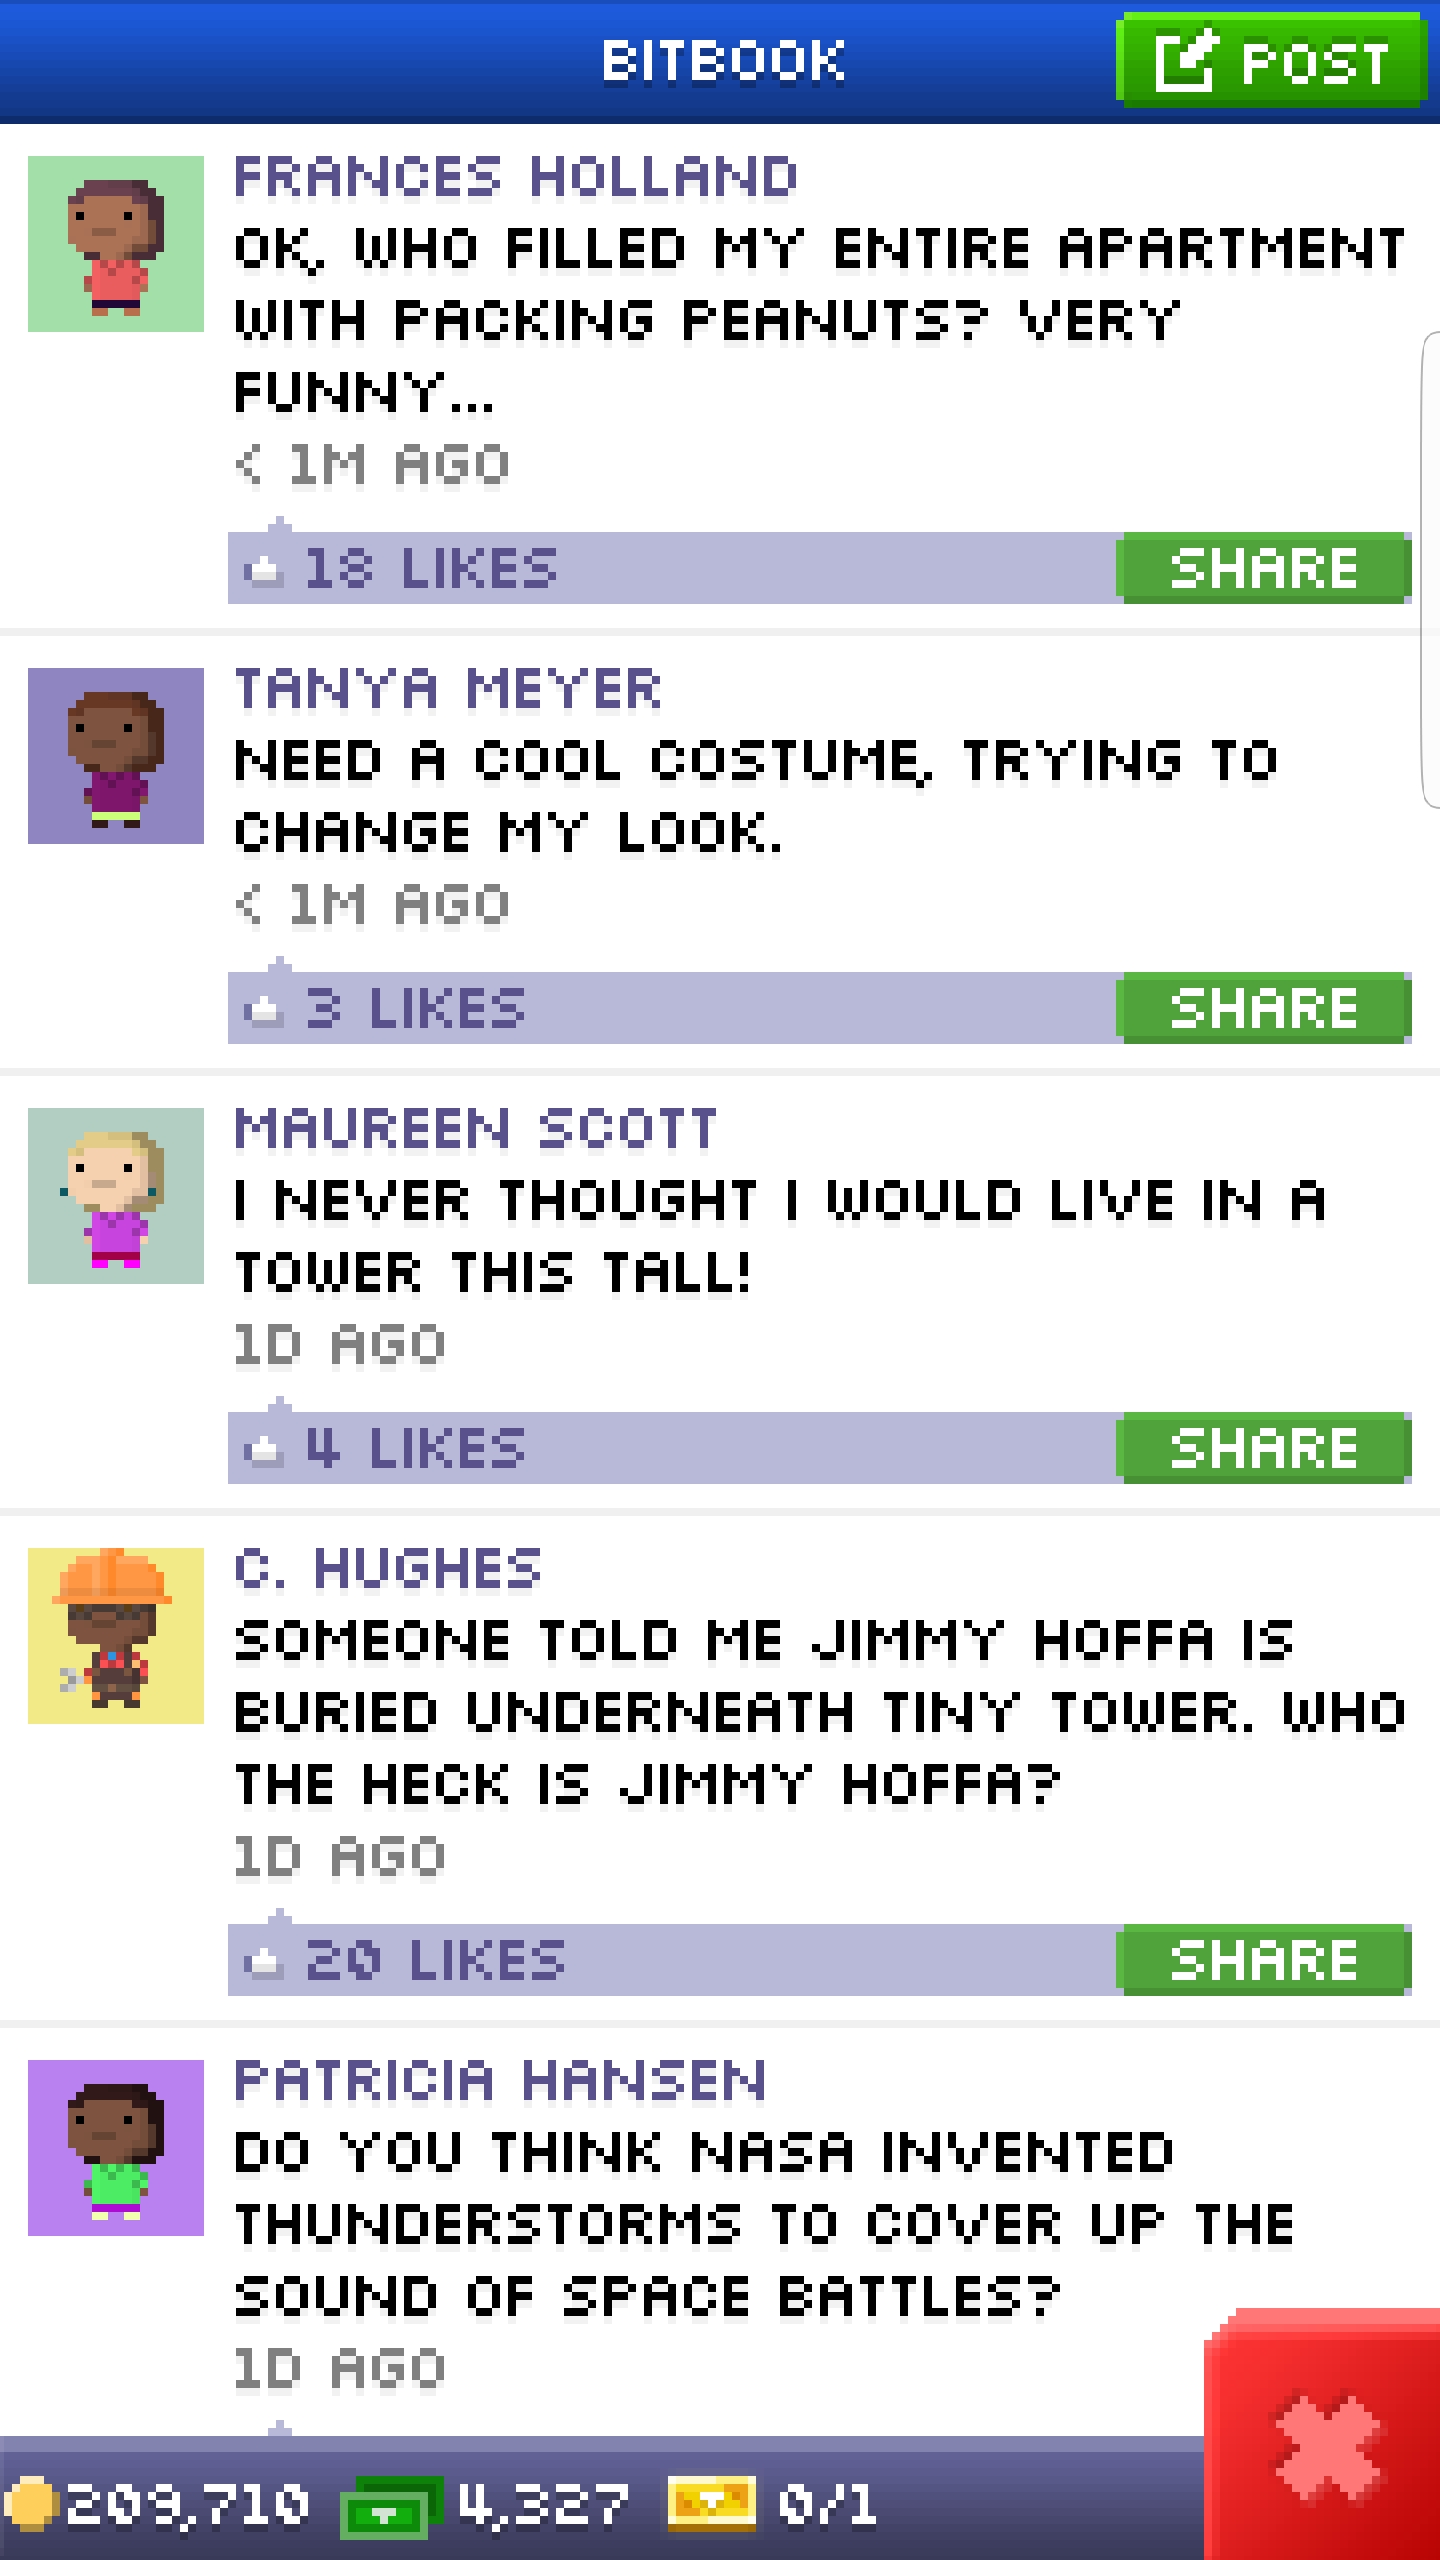 BITBOOK
POST
FRANCES HOLLAND
OK, WHO FILLED MY ENTIRE APARTMENT
WITH PACKING PEANUTS? VERY
FUNNY...
< 1M AGO
18 LIKES
SHARE
TANYA MEYER
NEED A COOL COSTUME, TRYING TO
CHANGE MY LOOK.
< 1M AGO
3 LIKES
SHARE
MAUREEN SCOTT
I NEVER THOUGHT I WOULD LIVE IN A
TOWER THIS TALL!
1D AGO
4 LIKES
SHARE
C. HUGHES
SOMEONE TOLD ME JIMMY HOFFA IS
BURIED UNDERNEATH TINY TOWER. WHO
THE HECK IS JIMMY HOFFA?
1D AGO
20 LIKES
SHARE
PATRICIA HANSEN
DO YOU THINK NASA INVENTED
THUNDERSTORMS TO COVER UP THE
SOUND OF SPACE BATTLES?
1D AGO
209,710 4,327 0/1